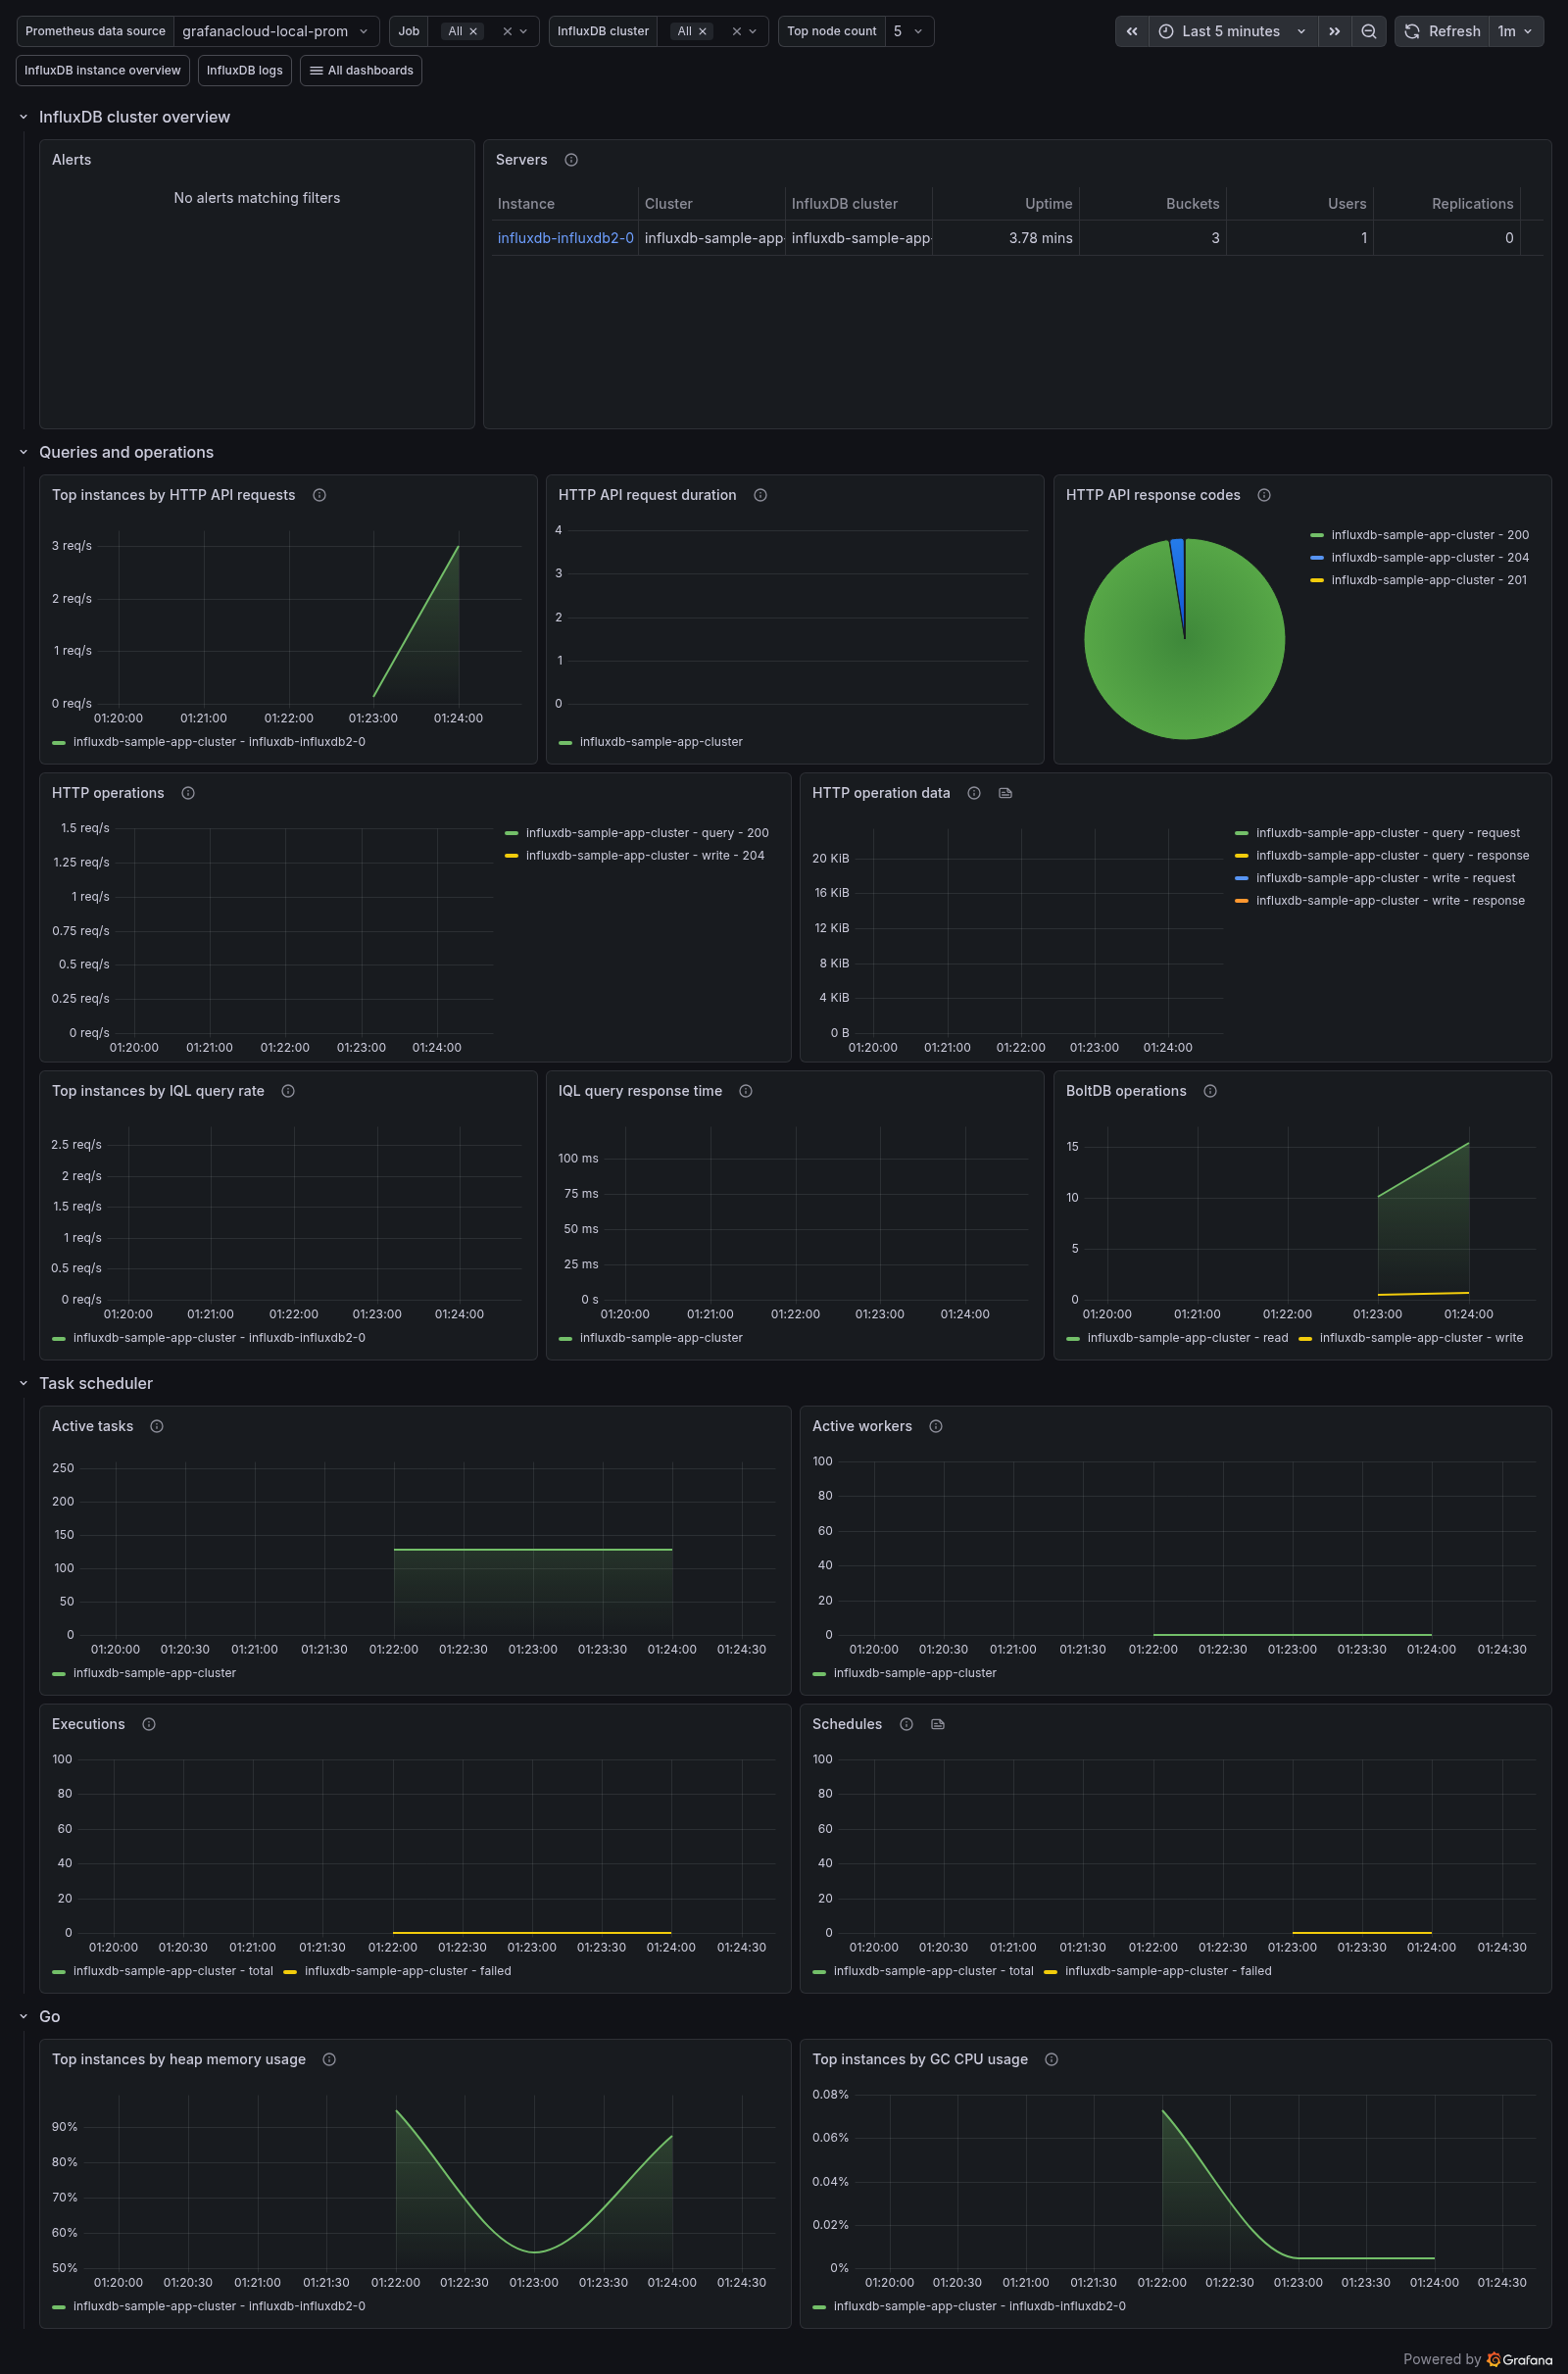 Prometheus data source grafanacloud-local-prom Job All InfluxDB cluster All Top node count 5 Last 5 minutes Refresh 1m
InfluxDB instance overview InfluxDB logs All dashboards
InfluxDB cluster overview
Alerts
No alerts matching filters
Servers
Instance Cluster InfluxDB cluster Uptime Buckets Users Replications
influxdb-influxdb2-0 influxdb-sample-app- influxdb-sample-app- 3.78 mins 3 1 0
Queries and operations
Top instances by HTTP API requests
3 req/s
2 req/s
1 req/s
0 req/s
01:20:00 01:21:00 01:22:00 01:23:00 01:24:00
influxdb-sample-app-cluster - influxdb-influxdb2-0
HTTP API request duration
4
3
2
1
0
influxdb-sample-app-cluster
HTTP API response codes
influxdb-sample-app-cluster - 200
influxdb-sample-app-cluster - 204
influxdb-sample-app-cluster - 201
HTTP operations
1.5 req/s
1.25 req/s
1 req/s
0.75 req/s
0.5 req/s
0.25 req/s
0 req/s
01:20:00 01:21:00 01:22:00 01:23:00 01:24:00
influxdb-sample-app-cluster - query - 200
influxdb-sample-app-cluster - write - 204
HTTP operation data
20 KiB
16 KiB
12 KiB
8 KiB
4 KiB
0 B
01:20:00 01:21:00 01:22:00 01:23:00 01:24:00
influxdb-sample-app-cluster - query - request
influxdb-sample-app-cluster - query - response
influxdb-sample-app-cluster - write - request
influxdb-sample-app-cluster - write - response
Top instances by IQL query rate
2.5 req/s
2 req/s
1.5 req/s
1 req/s
0.5 req/s
0 req/s
01:20:00 01:21:00 01:22:00 01:23:00 01:24:00
influxdb-sample-app-cluster - influxdb-influxdb2-0
IQL query response time
100 ms
75 ms
50 ms
25 ms
0 s
01:20:00 01:21:00 01:22:00 01:23:00 01:24:00
influxdb-sample-app-cluster
BoltDB operations
15
10
5
0
01:20:00 01:21:00 01:22:00 01:23:00 01:24:00
influxdb-sample-app-cluster - read influxdb-sample-app-cluster - write
Task scheduler
Active tasks
250
200
150
100
50
0
01:20:00 01:20:30 01:21:00 01:21:30 01:22:00 01:22:30 01:23:00 01:23:30 01:24:00 01:24:30
influxdb-sample-app-cluster
Active workers
100
80
60
40
20
0
01:20:00 01:20:30 01:21:00 01:21:30 01:22:00 01:22:30 01:23:00 01:23:30 01:24:00 01:24:30
influxdb-sample-app-cluster
Executions
100
80
60
40
20
0
01:20:00 01:20:30 01:21:00 01:21:30 01:22:00 01:22:30 01:23:00 01:23:30 01:24:00 01:24:30
influxdb-sample-app-cluster - total influxdb-sample-app-cluster - failed
Schedules
100
80
60
40
20
0
01:20:00 01:20:30 01:21:00 01:21:30 01:22:00 01:22:30 01:23:00 01:23:30 01:24:00 01:24:30
influxdb-sample-app-cluster - total influxdb-sample-app-cluster - failed
Go
Top instances by heap memory usage
90%
80%
70%
60%
50%
01:20:00 01:20:30 01:21:00 01:21:30 01:22:00 01:22:30 01:23:00 01:23:30 01:24:00 01:24:30
influxdb-sample-app-cluster - influxdb-influxdb2-0
Top instances by GC CPU usage
0.08%
0.06%
0.04%
0.02%
0%
01:20:00 01:20:30 01:21:00 01:21:30 01:22:00 01:22:30 01:23:00 01:23:30 01:24:00 01:24:30
influxdb-sample-app-cluster - influxdb-influxdb2-0
Powered by Grafana